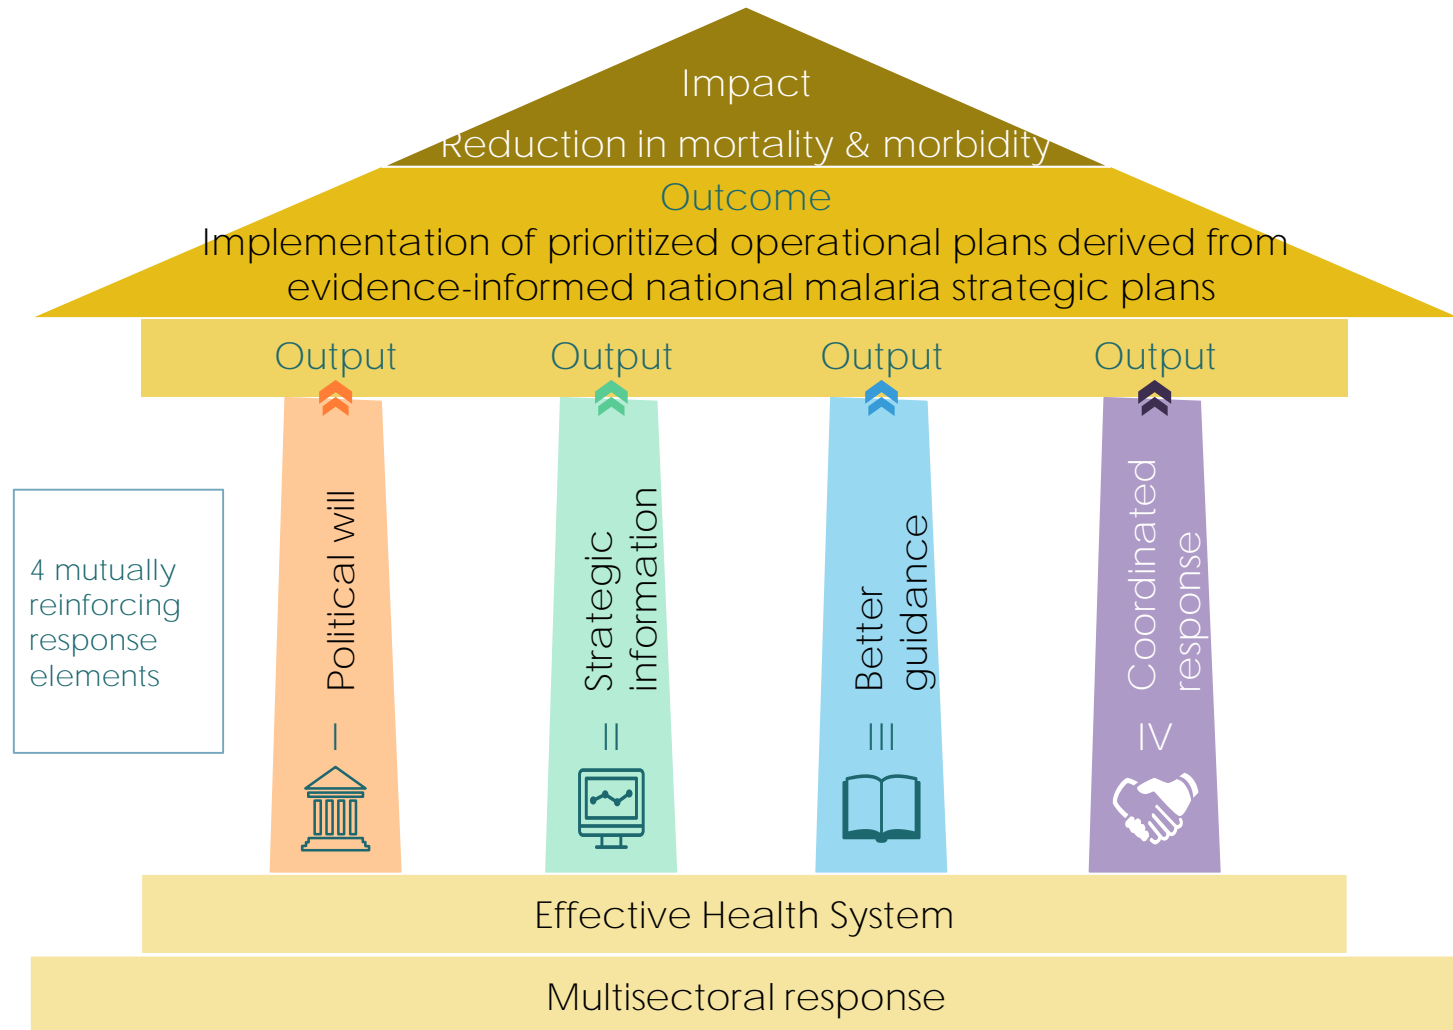 Impact
Reduction in mortality & morbidity
Outcome
Implementation of prioritized operational plans derived from
evidence-informed national malaria strategic plans
Output
Output
Output
Output
4 mutually
reinforcing
response
elements
Political will
I
Strategic
information
II
Better
guidance
III
Coordinated
response
IV
Effective Health System
Multisectoral response